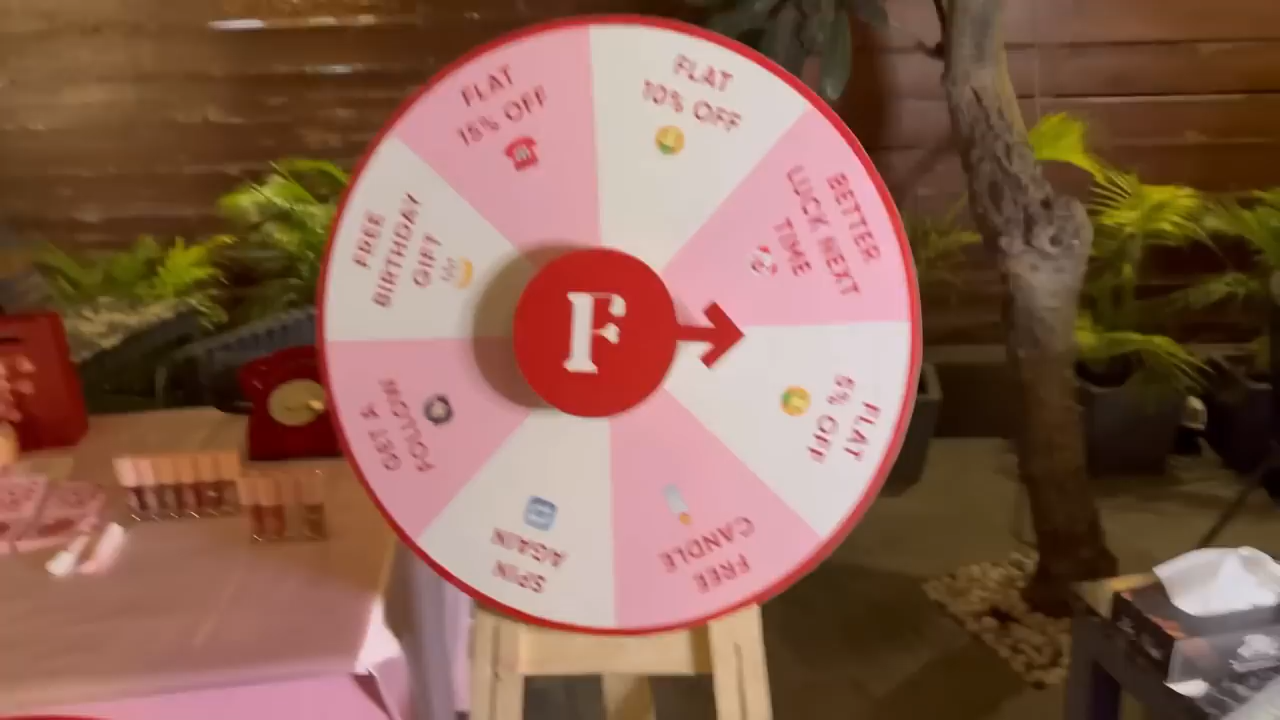 FLAT
10% OFF
BETTER
LUCK NEXT
TIME
FLAT
5% OFF
FREE
CANDLE
SPIN
AGAIN
GET A
FOLLOW
FREE
BIRTHDAY
GIFT
FLAT
15% OFF
F